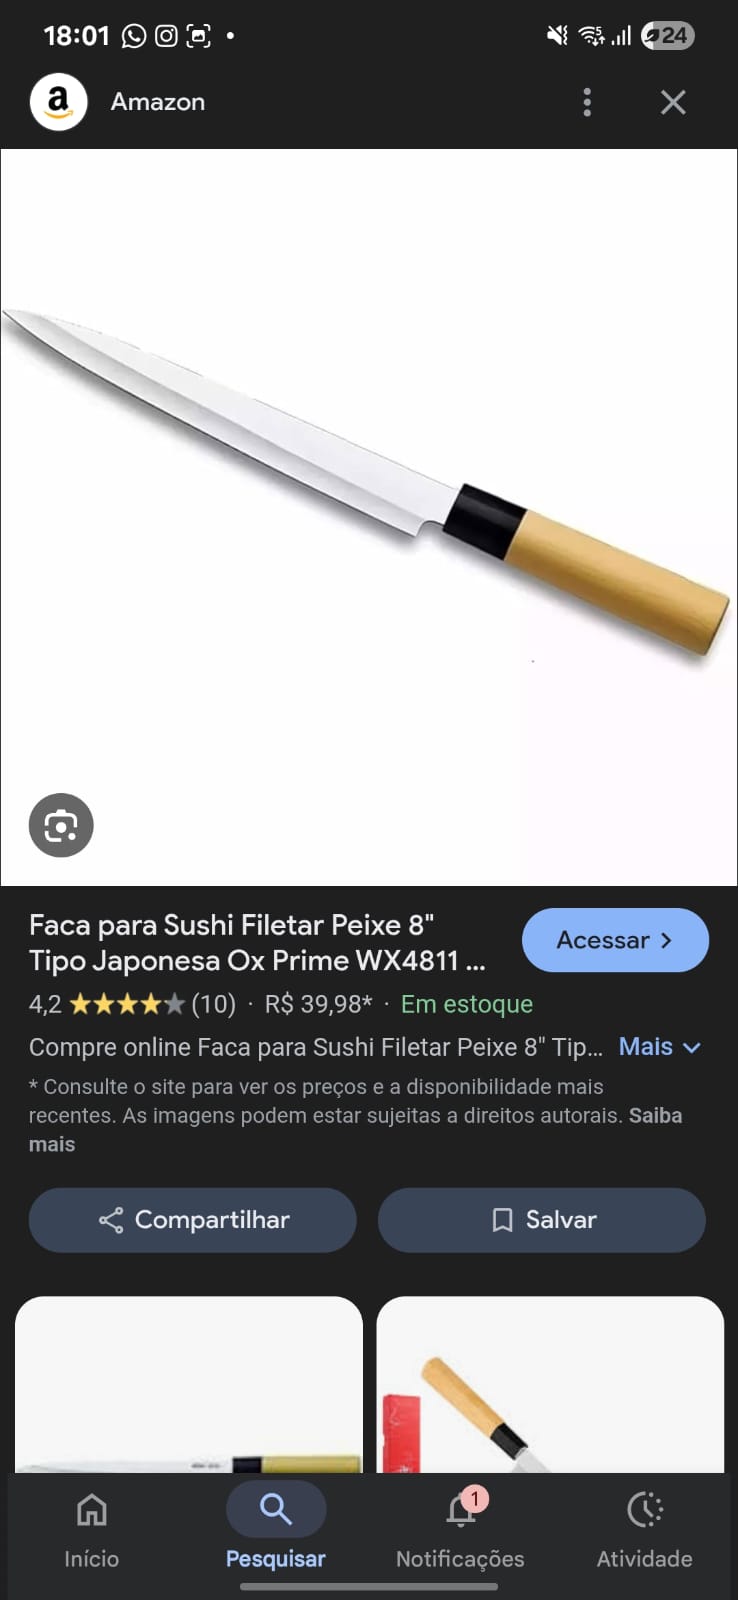 18:01
24
a
Amazon
Faca para Sushi Filetar Peixe 8"
Tipo Japonesa Ox Prime WX4811 ...
Acessar
4,2 (10) · R$ 39,98* · Em estoque
Compre online Faca para Sushi Filetar Peixe 8" Tip... Mais
* Consulte o site para ver os preços e a disponibilidade mais
recentes. As imagens podem estar sujeitas a direitos autorais. Saiba
mais
Compartilhar
Salvar
1
Início
Pesquisar
Notificações
Atividade